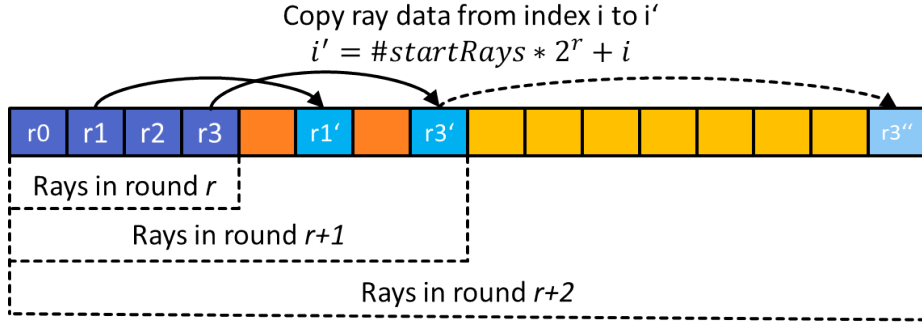 Copy ray data from index i to i‘
i′ = #startRays * 2^r + i
r0 r1 r2 r3 r1‘ r3‘ r3‘‘
Rays in round r
Rays in round r+1
Rays in round r+2